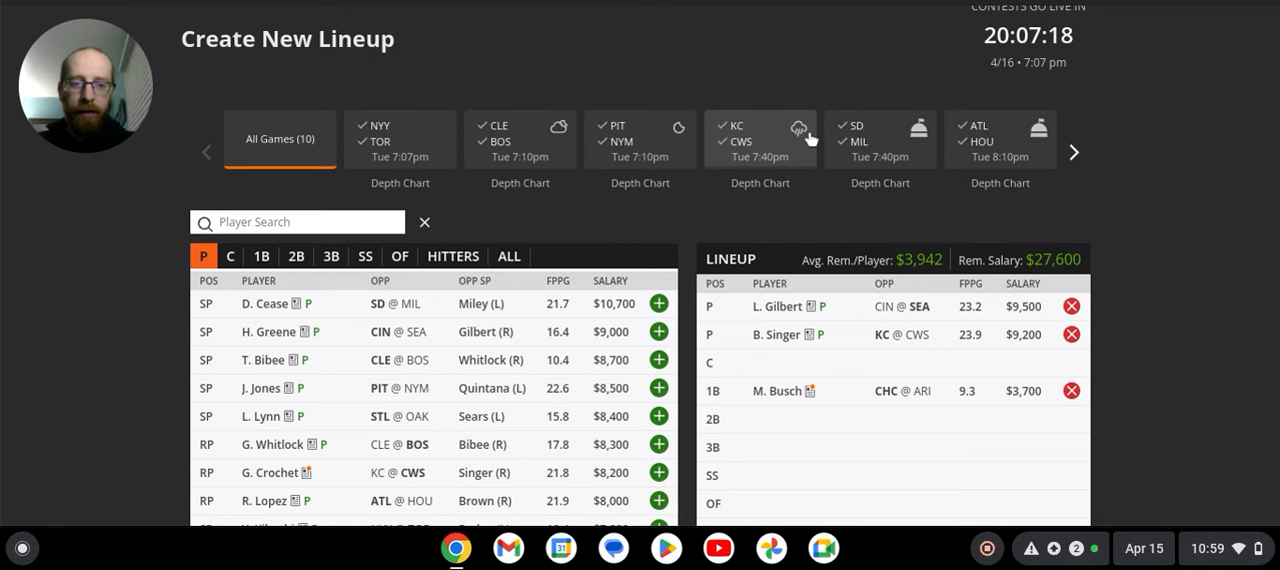 CONTESTS GO LIVE IN
Create New Lineup
20:07:18
4/16 • 7:07 pm
All Games (10)
NYY
TOR
Tue 7:07pm
CLE
BOS
Tue 7:10pm
PIT
NYM
Tue 7:10pm
KC
CWS
Tue 7:40pm
SD
MIL
Tue 7:40pm
ATL
HOU
Tue 8:10pm
Depth Chart Depth Chart Depth Chart Depth Chart Depth Chart Depth Chart
Player Search
P C 1B 2B 3B SS OF HITTERS ALL
POS PLAYER OPP OPP SP FPPG SALARY
SP D. Cease P SD @ MIL Miley (L) 21.7 $10,700
SP H. Greene P CIN @ SEA Gilbert (R) 16.4 $9,000
SP T. Bibee P CLE @ BOS Whitlock (R) 10.4 $8,700
SP J. Jones P PIT @ NYM Quintana (L) 22.6 $8,500
SP L. Lynn P STL @ OAK Sears (L) 15.8 $8,400
RP G. Whitlock P CLE @ BOS Bibee (R) 17.8 $8,300
RP G. Crochet KC @ CWS Singer (R) 21.8 $8,200
RP R. Lopez P ATL @ HOU Brown (R) 21.9 $8,000
LINEUP Avg. Rem./Player: $3,942 Rem. Salary: $27,600
POS PLAYER OPP FPPG SALARY
P L. Gilbert P CIN @ SEA 23.2 $9,500
P B. Singer P KC @ CWS 23.9 $9,200
C
1B M. Busch CHC @ ARI 9.3 $3,700
2B
3B
SS
OF
31
2
Apr 15
10:59